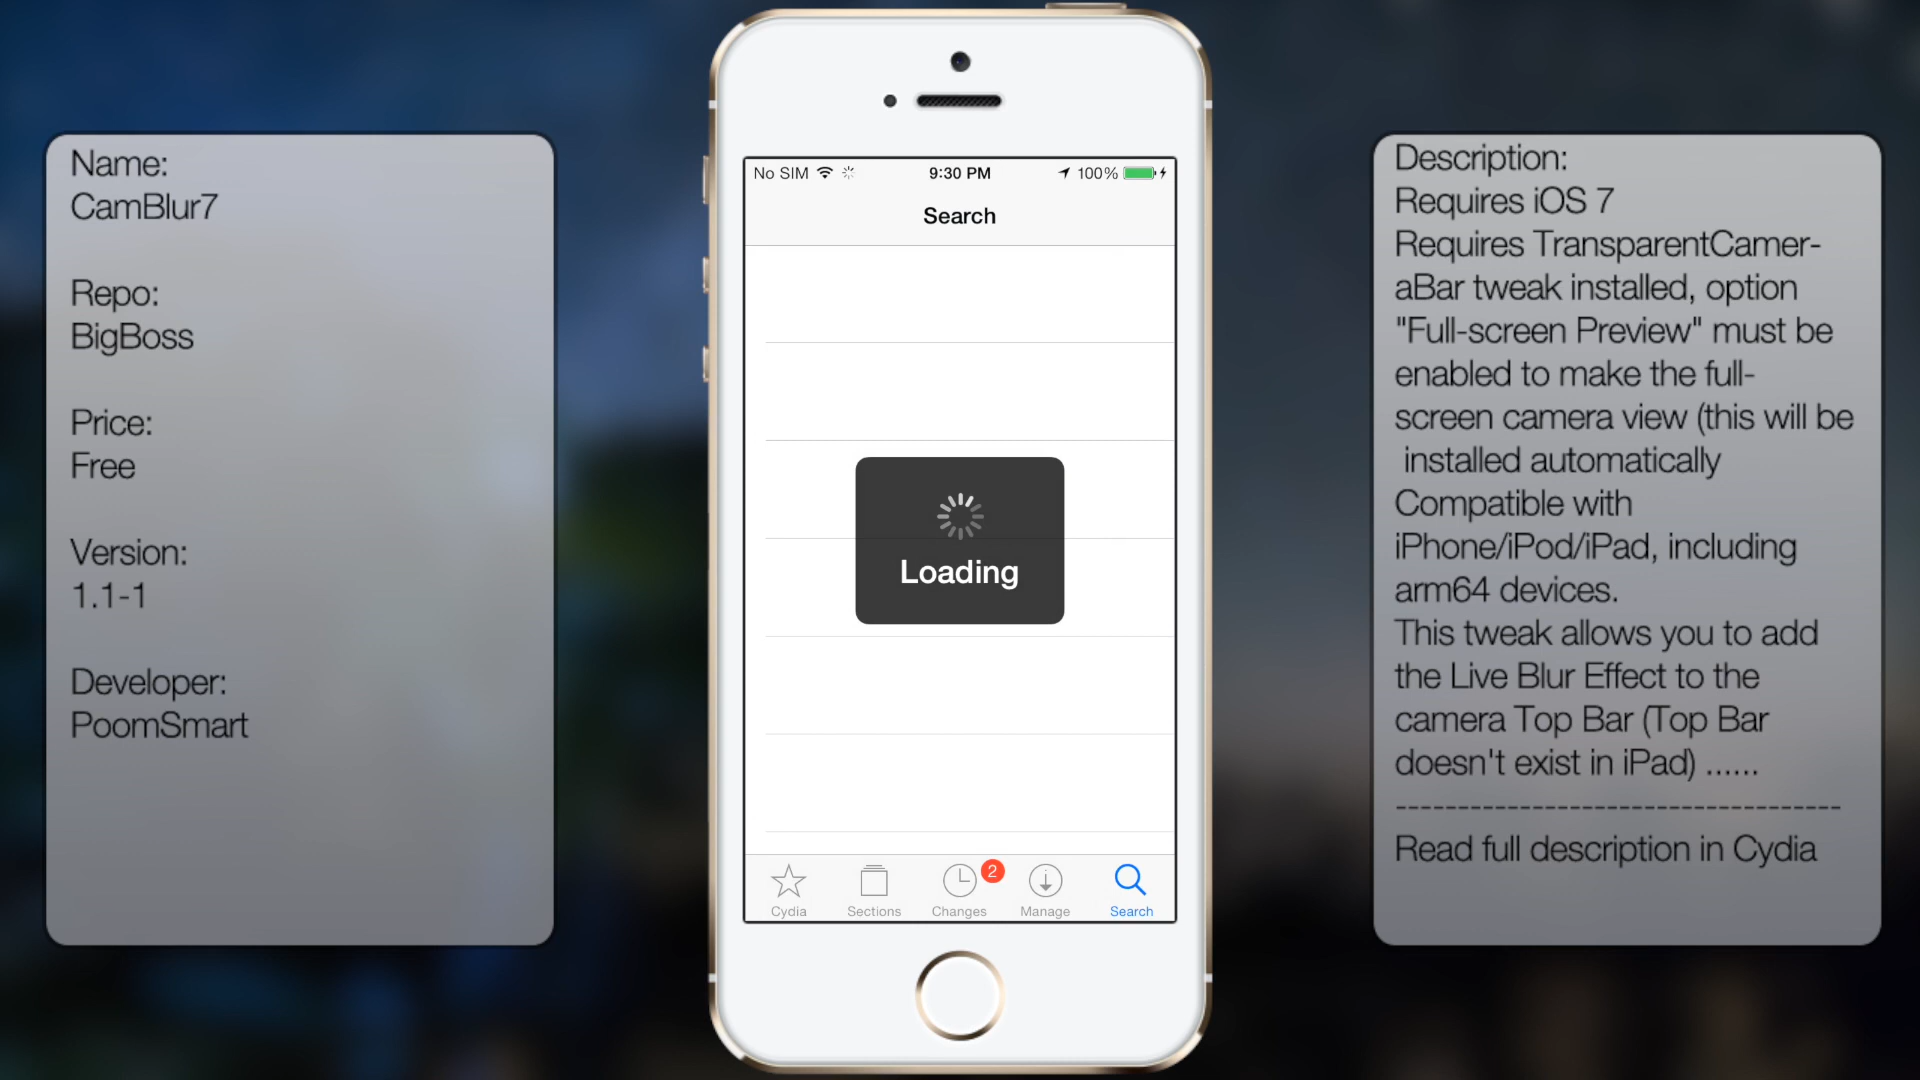 Name:
CamBlur7
Repo:
BigBoss
Price:
Free
Version:
1.1-1
Developer:
PoomSmart
No SIM 9:30 PM 100%
Search
Loading
2
Cydia Sections Changes Manage Search
Description:
Requires iOS 7
Requires TransparentCamer-
aBar tweak installed, option
"Full-screen Preview" must be
enabled to make the full-
screen camera view (this will be
installed automatically
Compatible with
iPhone/iPod/iPad, including
arm64 devices.
This tweak allows you to add
the Live Blur Effect to the
camera Top Bar (Top Bar
doesn't exist in iPad) ......
------------------------------------
Read full description in Cydia